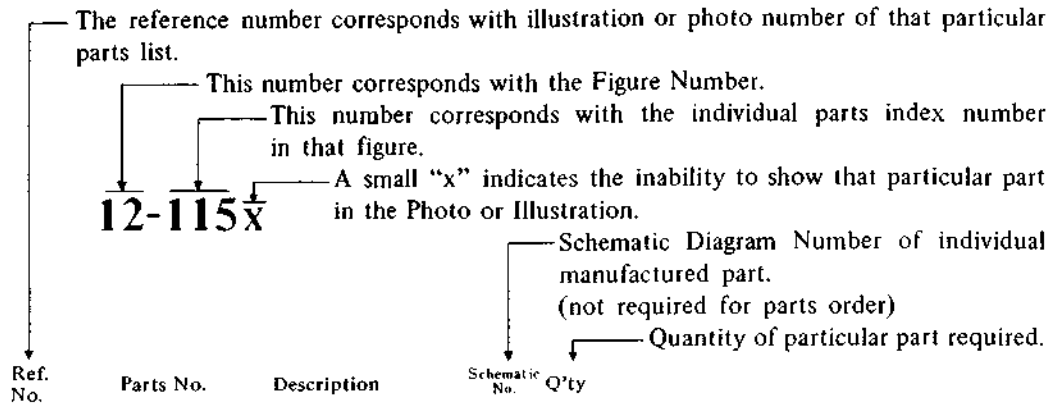 The reference number corresponds with illustration or photo number of that particular
parts list.
This number corresponds with the Figure Number.
This number corresponds with the individual parts index number
in that figure.
A small “x” indicates the inability to show that particular part
in the Photo or Illustration.
12-115x
Schematic Diagram Number of individual
manufactured part.
(not required for parts order)
Quantity of particular part required.
Ref.
No.
Parts No.
Description
Schematic
No.
Q'ty